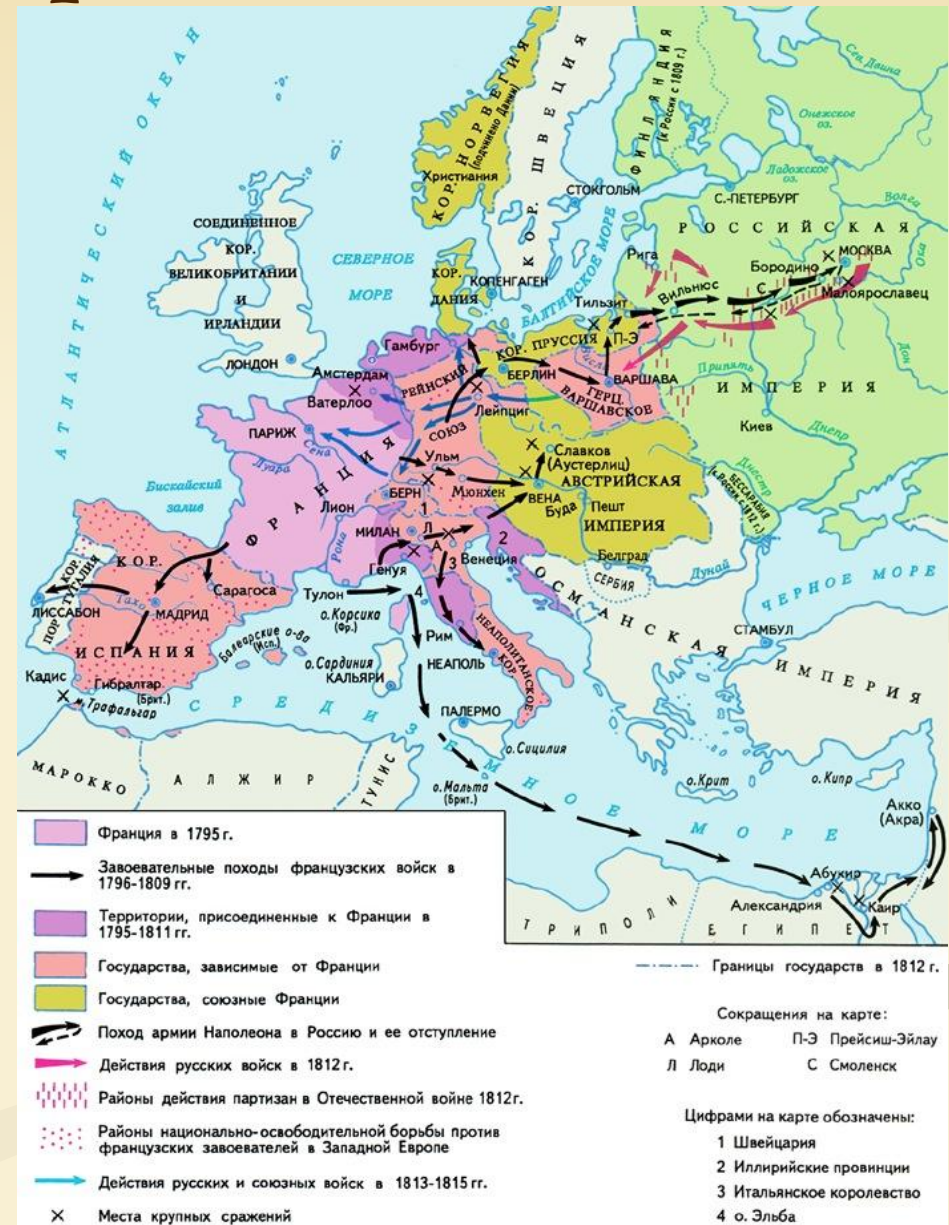 АТЛАНТИЧЕСКИЙ ОКЕАН
КОР. НОРВЕГИЯ
(подчинено Дании)
Христиания
КОР. ШВЕЦИЯ
СТОКГОЛЬМ
ФИНЛЯНДИЯ
(к России с 1809 г.)
Сев. Двина
Онежское
оз.
Ладожское
оз.
С.-ПЕТЕРБУРГ
Волга
РОССИЙСКАЯ
ИМПЕРИЯ
СОЕДИНЕННОЕ
КОР.
ВЕЛИКОБРИТАНИИ
И
ИРЛАНДИИ
ЛОНДОН
СЕВЕРНОЕ
МОРЕ
КОР.
ДАНИЯ
КОПЕНГАГЕН
БАЛТИЙСКОЕ МОРЕ
Рига
Бородино
МОСКВА
Ока
Малоярославец
С
Вильнюс
Тильзит
П-Э
КОР. ПРУССИЯ
Висла
Дон
Гамбург
Амстердам
Ватерлоо
РЕЙНСКИЙ
СОЮЗ
БЕРЛИН
Лейпциг
ВАРШАВА
ГЕРЦ.
ВАРШАВСКОЕ
Припять
Киев
Днепр
ПАРИЖ
Сена
Луара
ФРАНЦИЯ
Ульм
Мюнхен
Славков
(Аустерлиц)
АВСТРИЙСКАЯ
ИМПЕРИЯ
ВЕНА
Буда
Пешт
Днестр
БЕССАРАБИЯ
(к России с 1812 г.)
Бискайский
залив
Лион
Рона
БЕРН
1
МИЛАН
Л
А
Генуя
3
Венеция
2
Белград
СЕРБИЯ
Дунай
ЧЕРНОЕ МОРЕ
КОР.
ПОРТУГАЛИЯ
ЛИССАБОН
Тахо
КОР.
ИСПАНИЯ
МАДРИД
Сарагоса
Тулон
4
о.Корсика
(Фр.)
Рим
НЕАПОЛЬ
НЕАПОЛИТАНСКОЕ
КОР.
ОСМАНСКАЯ ИМПЕРИЯ
СТАМБУЛ
Балеарские о-ва
(Исп.)
о.Сардиния
КАЛЬЯРИ
Кадис
Гибралтар
(Брит.)
м.Трафальгар
СРЕДИЗЕМНОЕ МОРЕ
ПАЛЕРМО
о.Сицилия
о.Мальта
(Брит.)
о.Крит
о.Кипр
МАРОККО
АЛЖИР
ТУНИС
Акко
(Акра)
Абукир
Александрия
Каир
ТРИПОЛИ
ЕГИПЕТ
Франция в 1795 г.
Завоевательные походы французских войск в
1796-1809 гг.
Территории, присоединенные к Франции в
1795-1811 гг.
Государства, зависимые от Франции
Государства, союзные Франции
Поход армии Наполеона в Россию и ее отступление
Действия русских войск в 1812 г.
Районы действия партизан в Отечественной войне 1812г.
Районы национально-освободительной борьбы против
французских завоевателей в Западной Европе
Действия русских и союзных войск в 1813-1815 гг.
Места крупных сражений
Границы государств в 1812 г.
Сокращения на карте:
А Арколе
П-Э Прейсиш-Эйлау
Л Лоди
С Смоленск
Цифрами на карте обозначены:
1 Швейцария
2 Иллирийские провинции
3 Итальянское королевство
4 о. Эльба